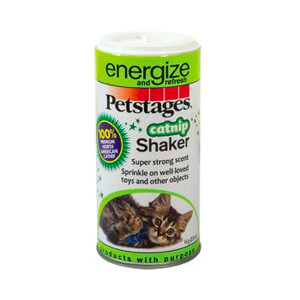 energize
and refresh
Petstages
catnip
Shaker
100%
PREMIUM
NORTH
AMERICAN
CATNIP
Super strong scent
Sprinkle on well-loved
toys and other objects
products with purpose